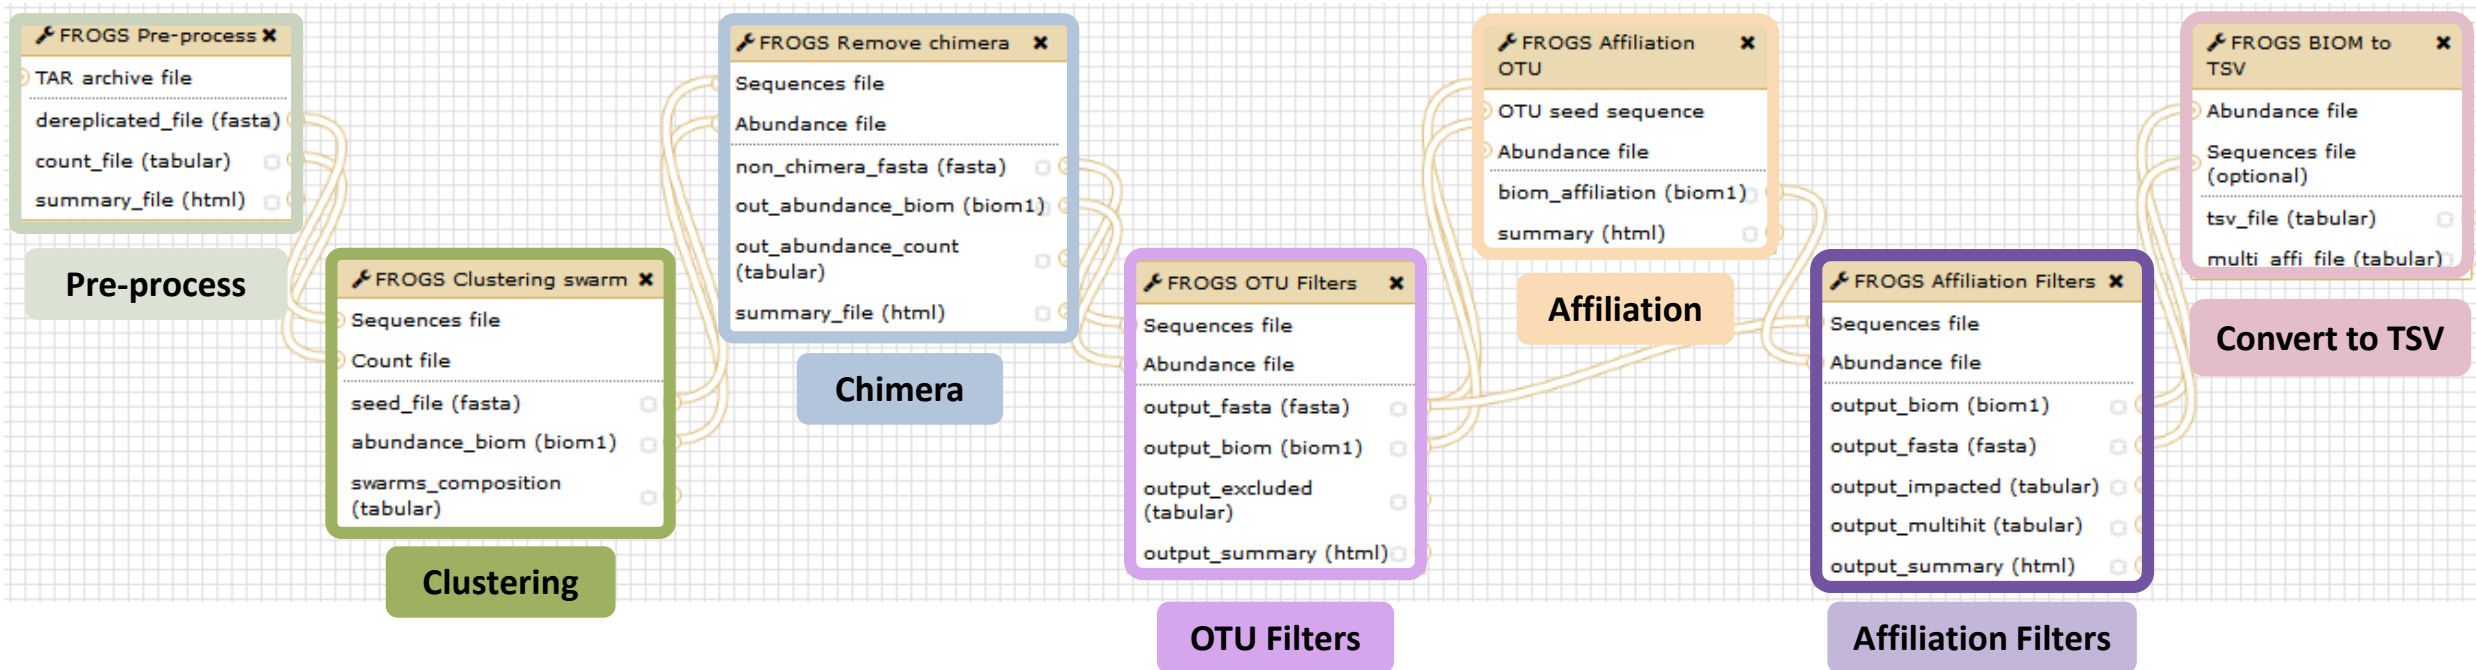 FROGS Pre-process
TAR archive file
dereplicated_file (fasta)
count_file (tabular)
summary_file (html)
Pre-process
FROGS Clustering swarm
Sequences file
Count file
seed_file (fasta)
abundance_biom (biom1)
swarms_composition
(tabular)
Clustering
FROGS Remove chimera
Sequences file
Abundance file
non_chimera_fasta (fasta)
out_abundance_biom (biom1)
out_abundance_count
(tabular)
summary_file (html)
Chimera
FROGS OTU Filters
Sequences file
Abundance file
output_fasta (fasta)
output_biom (biom1)
output_excluded
(tabular)
output_summary (html)
OTU Filters
FROGS Affiliation
OTU
OTU seed sequence
Abundance file
biom_affiliation (biom1)
summary (html)
Affiliation
FROGS Affiliation Filters
Sequences file
Abundance file
output_biom (biom1)
output_fasta (fasta)
output_impacted (tabular)
output_multihit (tabular)
output_summary (html)
Affiliation Filters
FROGS BIOM to
TSV
Abundance file
Sequences file
(optional)
tsv_file (tabular)
multi_affi_file (tabular)
Convert to TSV